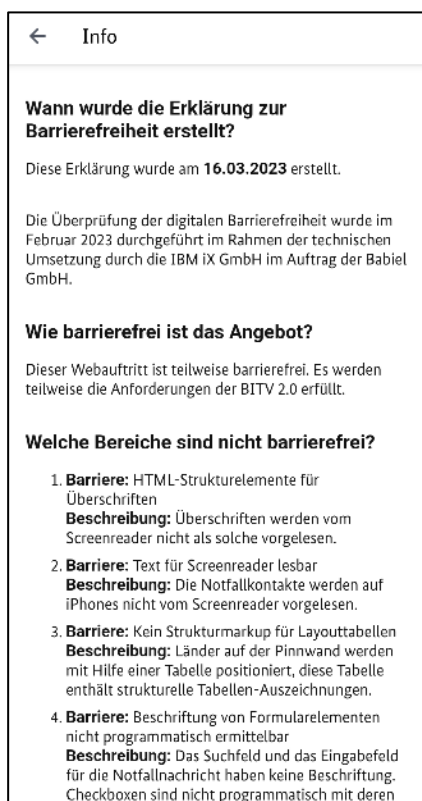 Info
Wann wurde die Erklärung zur
Barrierefreiheit erstellt?
Diese Erklärung wurde am 16.03.2023 erstellt.
Die Überprüfung der digitalen Barrierefreiheit wurde im
Februar 2023 durchgeführt im Rahmen der technischen
Umsetzung durch die IBM iX GmbH im Auftrag der Babiel
GmbH.
Wie barrierefrei ist das Angebot?
Dieser Webauftritt ist teilweise barrierefrei. Es werden
teilweise die Anforderungen der BITV 2.0 erfüllt.
Welche Bereiche sind nicht barrierefrei?
1. Barriere: HTML-Strukturelemente für
Überschriften
Beschreibung: Überschriften werden vom
Screenreader nicht als solche vorgelesen.
2. Barriere: Text für Screenreader lesbar
Beschreibung: Die Notfallkontakte werden auf
iPhones nicht vom Screenreader vorgelesen.
3. Barriere: Kein Strukturmarkup für Layouttabellen
Beschreibung: Länder auf der Pinnwand werden
mit Hilfe einer Tabelle positioniert, diese Tabelle
enthält strukturelle Tabellen-Auszeichnungen.
4. Barriere: Beschriftung von Formularelementen
nicht programmatisch ermittelbar
Beschreibung: Das Suchfeld und das Eingabefeld
für die Notfallnachricht haben keine Beschriftung.
Checkboxen sind nicht programmatisch mit deren